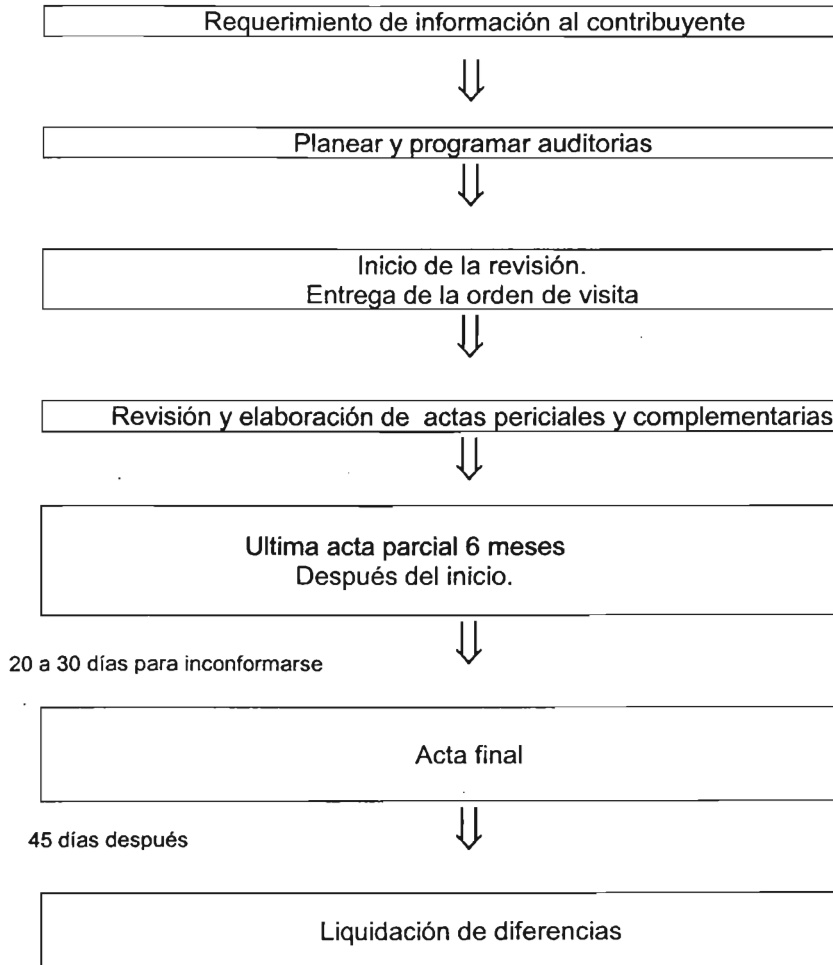 Requerimiento de información al contribuyente
Planear y programar auditorias
Inicio de la revisión.
Entrega de la orden de visita
Revisión y elaboración de actas periciales y complementarias
Ultima acta parcial 6 meses
Después del inicio.
20 a 30 días para inconformarse
Acta final
45 días después
Liquidación de diferencias